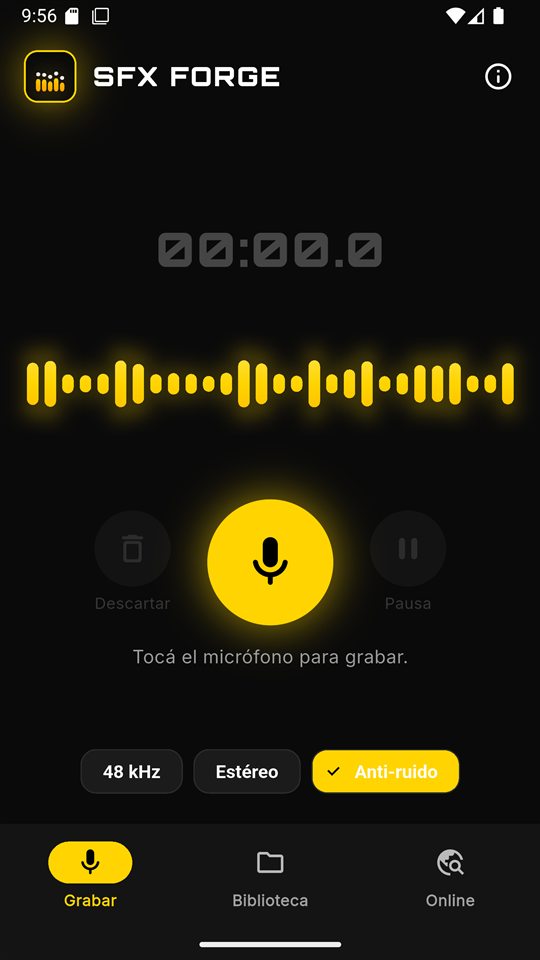 9:56
SFX FORGE
00:00.0
Descartar
Pausa
Tocá el micrófono para grabar.
48 kHz
Estéreo
Anti-ruido
Grabar
Biblioteca
Online